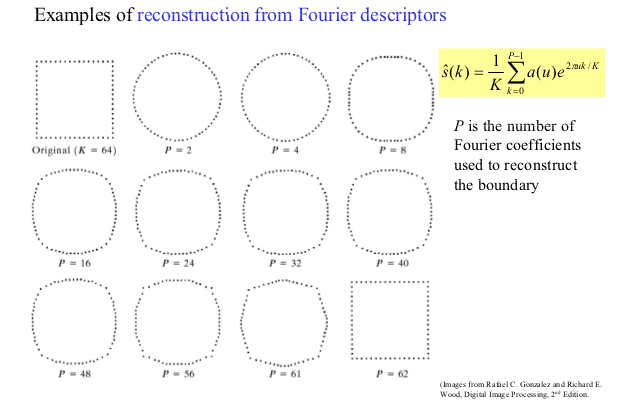 Examples of reconstruction from Fourier descriptors
Original (K = 64)
P = 2
P = 4
P = 8
ŝ(k) = 1/K Σ_{k=0}^{P−1} a(u)e^{2πuk/K}
P is the number of
Fourier coefficients
used to reconstruct
the boundary
P = 16
P = 24
P = 32
P = 40
P = 48
P = 56
P = 61
P = 62
(Images from Rafael C. Gonzalez and Richard E.
Wood, Digital Image Processing, 2nd Edition.